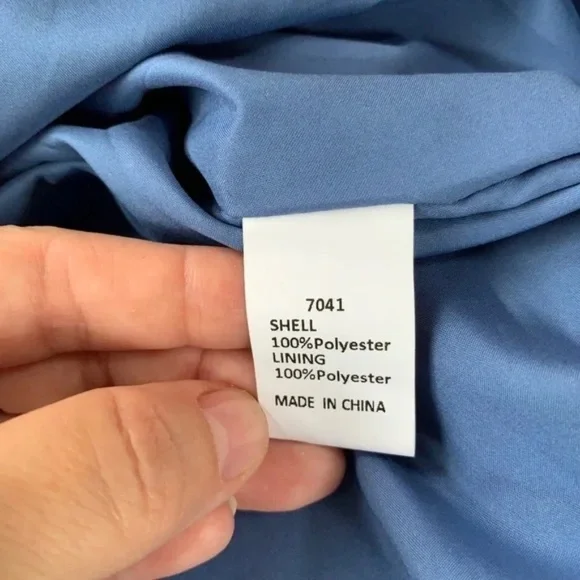 7041
SHELL
100%Polyester
LINING
100%Polyester
MADE IN CHINA